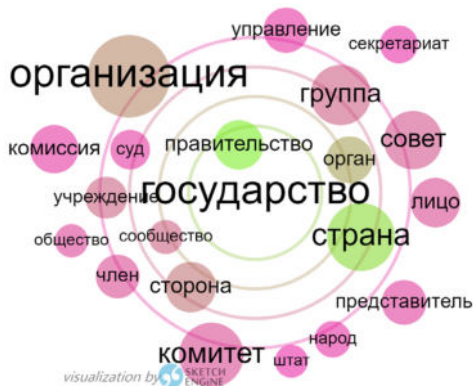 управление
секретариат
организация
группа
совет
комиссия
суд
правительство
орган
государство
учреждение
лицо
общество
сообщество
страна
член
сторона
представитель
народ
комитет
штат
visualization by SKETCH
ENGINE